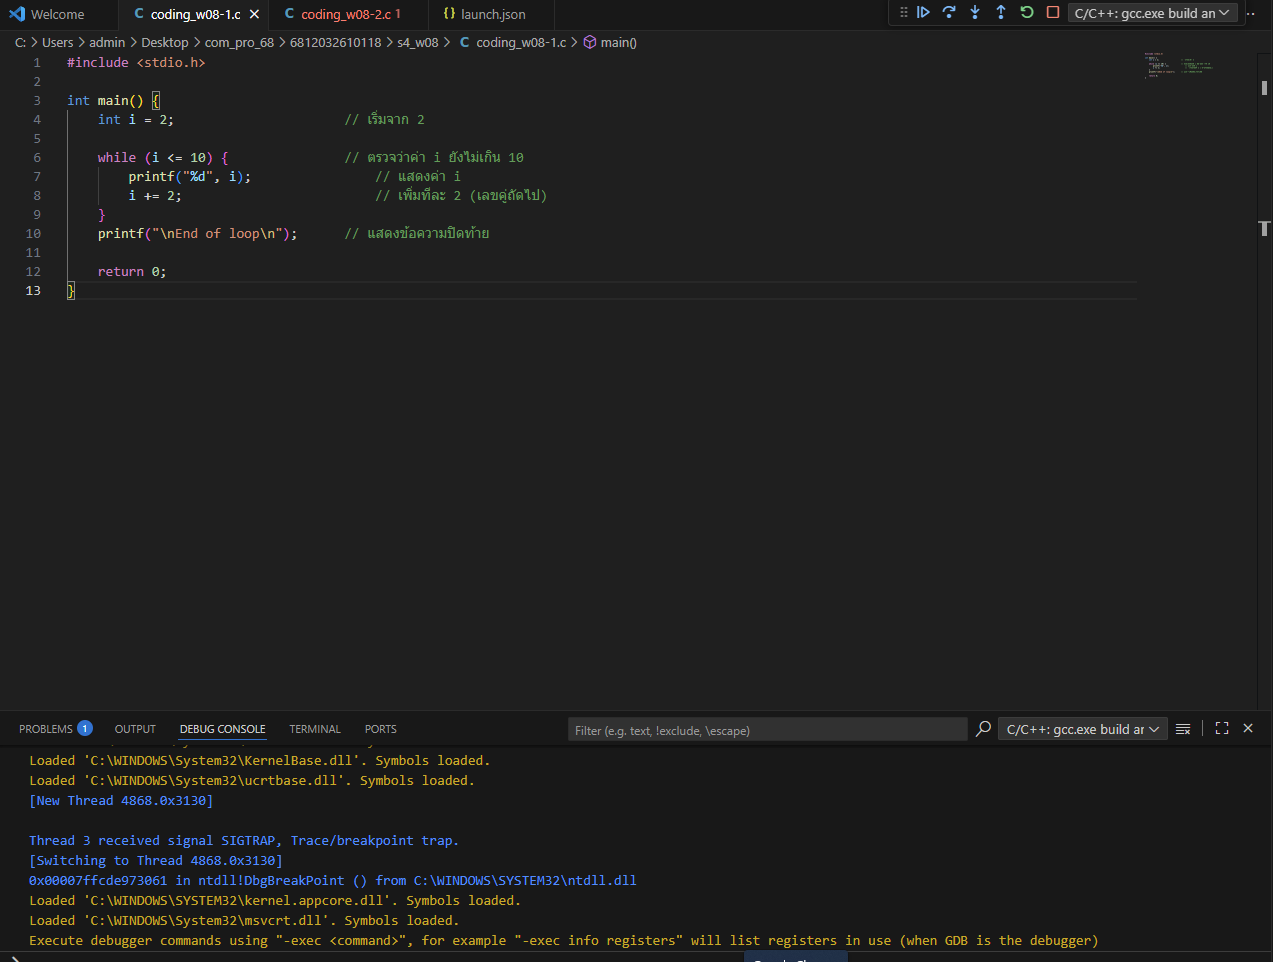 Welcome
C coding_w08-1.c
C coding_w08-2.c 1
{} launch.json
C/C++: gcc.exe build an
C: > Users > admin > Desktop > com_pro_68 > 6812032610118 > s4_w08 > C coding_w08-1.c > main()
1 #include <stdio.h>
2
3 int main() {
4 int i = 2; // เริ่มจาก 2
5
6 while (i <= 10) { // ตรวจว่าค่า i ยังไม่เกิน 10
7 printf("%d", i); // แสดงค่า i
8 i += 2; // เพิ่มทีละ 2 (เลขคู่ถัดไป)
9 }
10 printf("\nEnd of loop\n"); // แสดงข้อความปิดท้าย
11
12 return 0;
13 }
PROBLEMS 1 OUTPUT DEBUG CONSOLE TERMINAL PORTS
Filter (e.g. text, !exclude, \escape)
C/C++: gcc.exe build ar
Loaded 'C:\WINDOWS\System32\KernelBase.dll'. Symbols loaded.
Loaded 'C:\WINDOWS\System32\ucrtbase.dll'. Symbols loaded.
[New Thread 4868.0x3130]
Thread 3 received signal SIGTRAP, Trace/breakpoint trap.
[Switching to Thread 4868.0x3130]
0x00007ffcde973061 in ntdll!DbgBreakPoint () from C:\WINDOWS\SYSTEM32\ntdll.dll
Loaded 'C:\WINDOWS\SYSTEM32\kernel.appcore.dll'. Symbols loaded.
Loaded 'C:\WINDOWS\System32\msvcrt.dll'. Symbols loaded.
Execute debugger commands using "-exec <command>", for example "-exec info registers" will list registers in use (when GDB is the debugger)